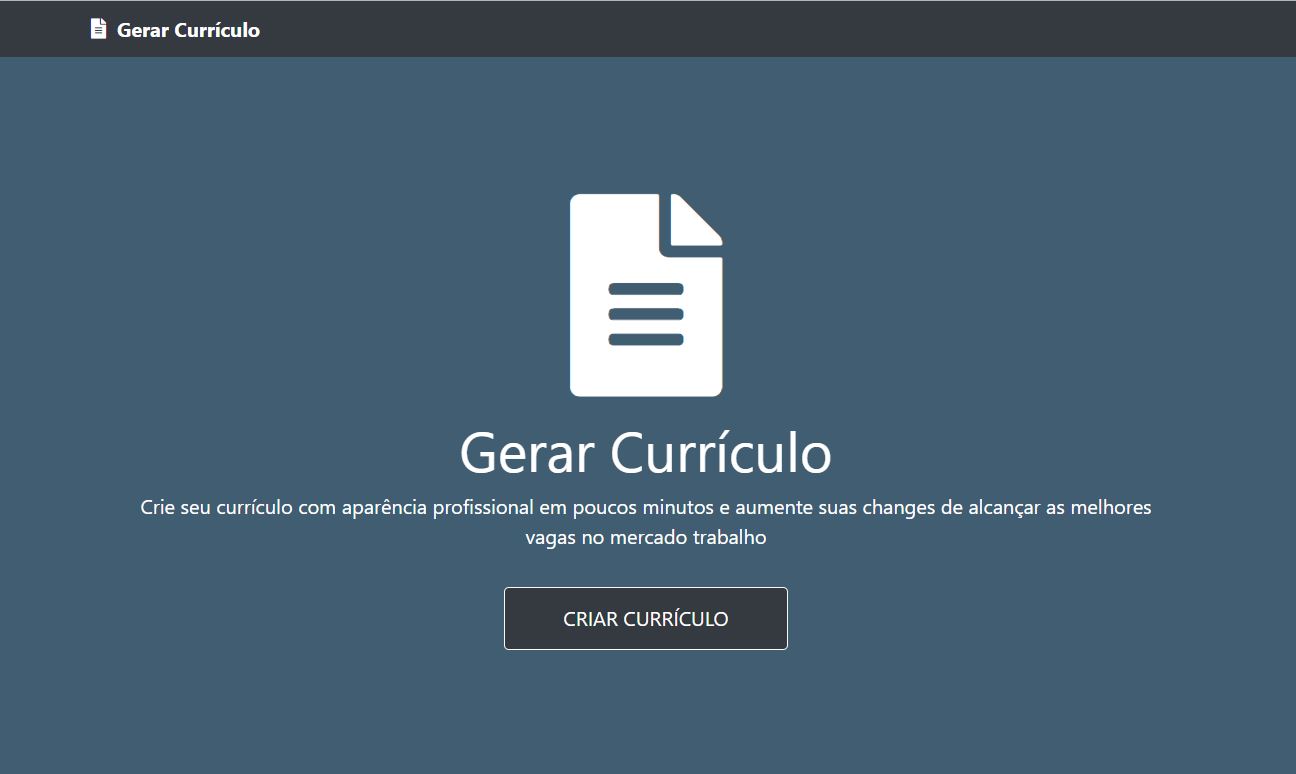 Gerar Currículo
Gerar Currículo
Crie seu currículo com aparência profissional em poucos minutos e aumente suas changes de alcançar as melhores
vagas no mercado trabalho
CRIAR CURRÍCULO